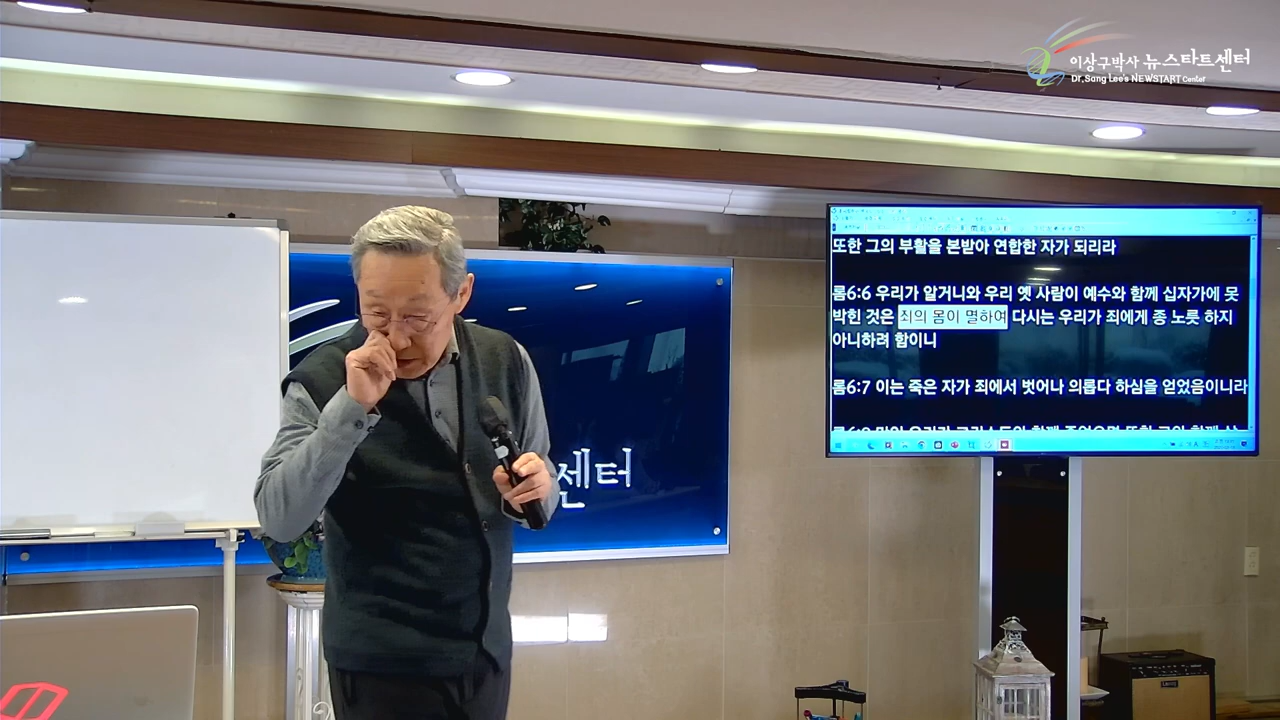 이상구박사 뉴스타트센터
Dr. Sang Lee's NEWSTART Center
또한 그의 부활을 본받아 연합한 자가 되리라
롬6:6 우리가 알거니와 우리 옛 사람이 예수와 함께 십자가에 못
박힌 것은 죄의 몸이 멸하여 다시는 우리가 죄에게 종 노릇 하지
아니하려 함이니
롬6:7 이는 죽은 자가 죄에서 벗어나 의롭다 하심을 얻었음이니라
센터